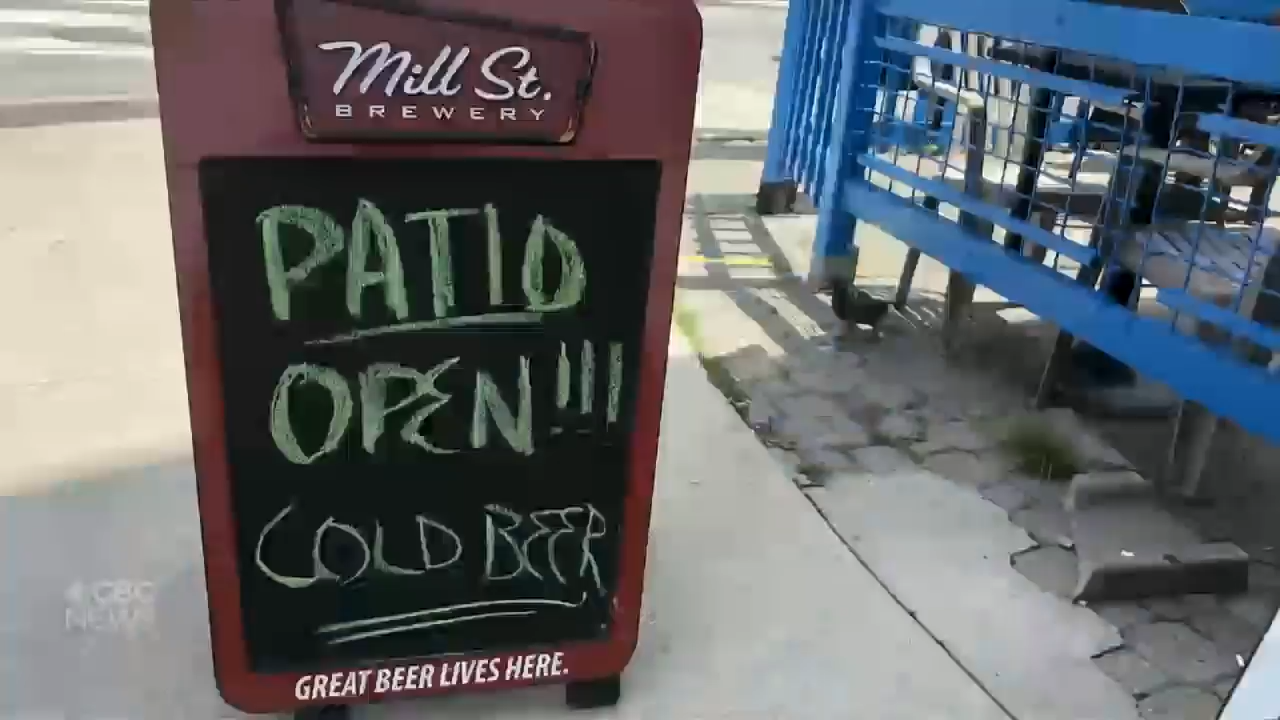 Mill St.
BREWERY
PATIO
OPEN!!!
COLD BEER
GREAT BEER LIVES HERE.
CBC
NEWS